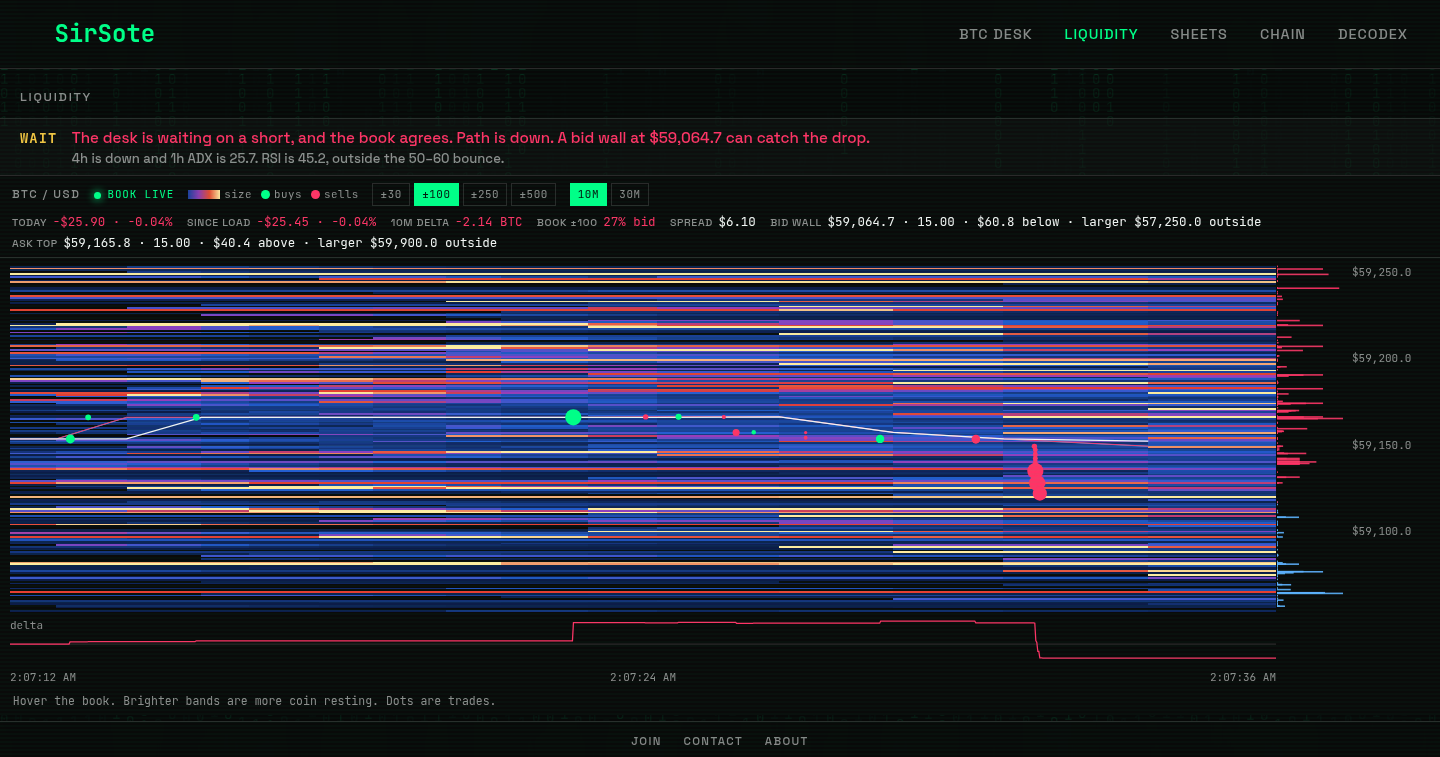 SirSote
BTC DESK LIQUIDITY SHEETS CHAIN DECODEX
LIQUIDITY
WAIT The desk is waiting on a short, and the book agrees. Path is down. A bid wall at $59,064.7 can catch the drop.
4h is down and 1h ADX is 25.7. RSI is 45.2, outside the 50–60 bounce.
BTC / USD BOOK LIVE size buys sells ±30 ±100 ±250 ±500 10M 30M
TODAY -$25.90 · -0.04% SINCE LOAD -$25.45 · -0.04% 10M DELTA -2.14 BTC BOOK ±100 27% bid SPREAD $6.10 BID WALL $59,064.7 · 15.00 · $60.8 below · larger $57,250.0 outside
ASK TOP $59,165.8 · 15.00 · $40.4 above · larger $59,900.0 outside
$59,250.0
$59,200.0
$59,150.0
$59,100.0
delta
2:07:12 AM 2:07:24 AM 2:07:36 AM
Hover the book. Brighter bands are more coin resting. Dots are trades.
JOIN CONTACT ABOUT